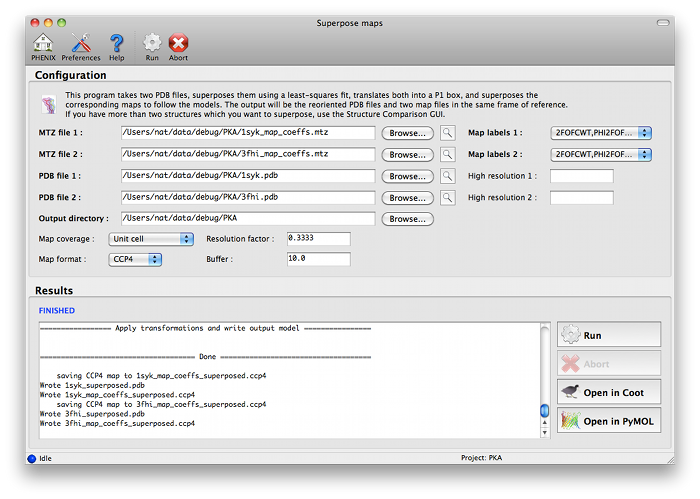 Superpose maps
PHENIX Preferences Help Run Abort
Configuration
This program takes two PDB files, superposes them using a least-squares fit, translates both into a P1 box, and superposes the
corresponding maps to follow the models. The output will be the reoriented PDB files and two map files in the same frame of reference.
If you have more than two structures which you want to superpose, use the Structure Comparison GUI.
MTZ file 1 : /Users/nat/data/debug/PKA/1syk_map_coeffs.mtz Browse... Map labels 1 : 2FOFCWT,PHI2FOF...
MTZ file 2 : /Users/nat/data/debug/PKA/3fhi_map_coeffs.mtz Browse... Map labels 2 : 2FOFCWT,PHI2FOF...
PDB file 1 : /Users/nat/data/debug/PKA/1syk.pdb Browse... High resolution 1 :
PDB file 2 : /Users/nat/data/debug/PKA/3fhi.pdb Browse... High resolution 2 :
Output directory : /Users/nat/data/debug/PKA Browse...
Map coverage : Unit cell Resolution factor : 0.3333
Map format : CCP4 Buffer : 10.0
Results
FINISHED
================= Apply transformations and write output model ================
===================================== Done ====================================
saving CCP4 map to 1syk_map_coeffs_superposed.ccp4
Wrote 1syk_superposed.pdb
Wrote 1syk_map_coeffs_superposed.ccp4
saving CCP4 map to 3fhi_map_coeffs_superposed.ccp4
Wrote 3fhi_superposed.pdb
Wrote 3fhi_map_coeffs_superposed.ccp4
Run
Abort
Open in Coot
Open in PyMOL
Idle Project: PKA